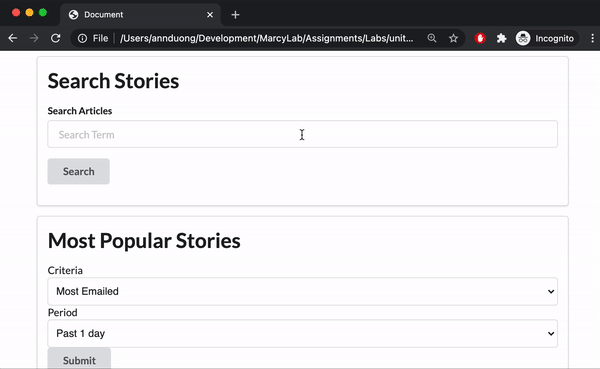 Document
File
/Users/annduong/Development/MarcyLab/Assignments/Labs/unit...
Incognito
Search Stories
Search Articles
Search Term
Search
Most Popular Stories
Criteria
Most Emailed
Period
Past 1 day
Submit